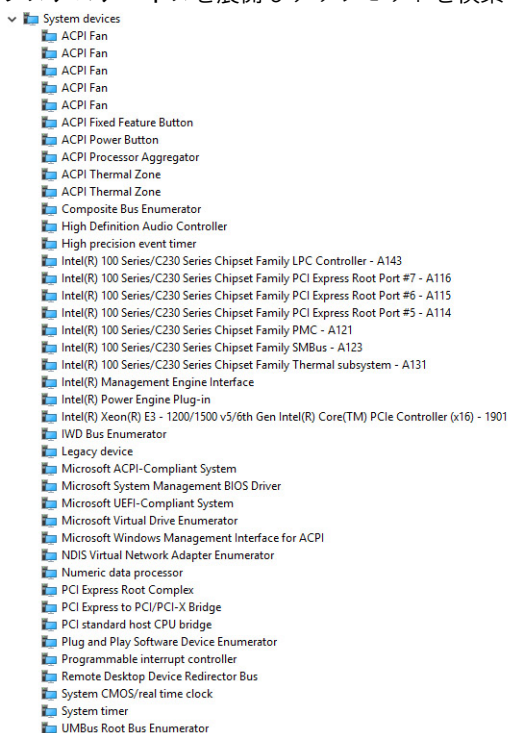 System devices
ACPI Fan
ACPI Fan
ACPI Fan
ACPI Fan
ACPI Fan
ACPI Fixed Feature Button
ACPI Power Button
ACPI Processor Aggregator
ACPI Thermal Zone
ACPI Thermal Zone
Composite Bus Enumerator
High Definition Audio Controller
High precision event timer
Intel(R) 100 Series/C230 Series Chipset Family LPC Controller - A143
Intel(R) 100 Series/C230 Series Chipset Family PCI Express Root Port #7 - A116
Intel(R) 100 Series/C230 Series Chipset Family PCI Express Root Port #6 - A115
Intel(R) 100 Series/C230 Series Chipset Family PCI Express Root Port #5 - A114
Intel(R) 100 Series/C230 Series Chipset Family PMC - A121
Intel(R) 100 Series/C230 Series Chipset Family SMBus - A123
Intel(R) 100 Series/C230 Series Chipset Family Thermal subsystem - A131
Intel(R) Management Engine Interface
Intel(R) Power Engine Plug-in
Intel(R) Xeon(R) E3 - 1200/1500 v5/6th Gen Intel(R) Core(TM) PCIe Controller (x16) - 1901
IWD Bus Enumerator
Legacy device
Microsoft ACPI-Compliant System
Microsoft System Management BIOS Driver
Microsoft UEFI-Compliant System
Microsoft Virtual Drive Enumerator
Microsoft Windows Management Interface for ACPI
NDIS Virtual Network Adapter Enumerator
Numeric data processor
PCI Express Root Complex
PCI Express to PCI/PCI-X Bridge
PCI standard host CPU bridge
Plug and Play Software Device Enumerator
Programmable interrupt controller
Remote Desktop Device Redirector Bus
System CMOS/real time clock
System timer
UMBus Root Bus Enumerator